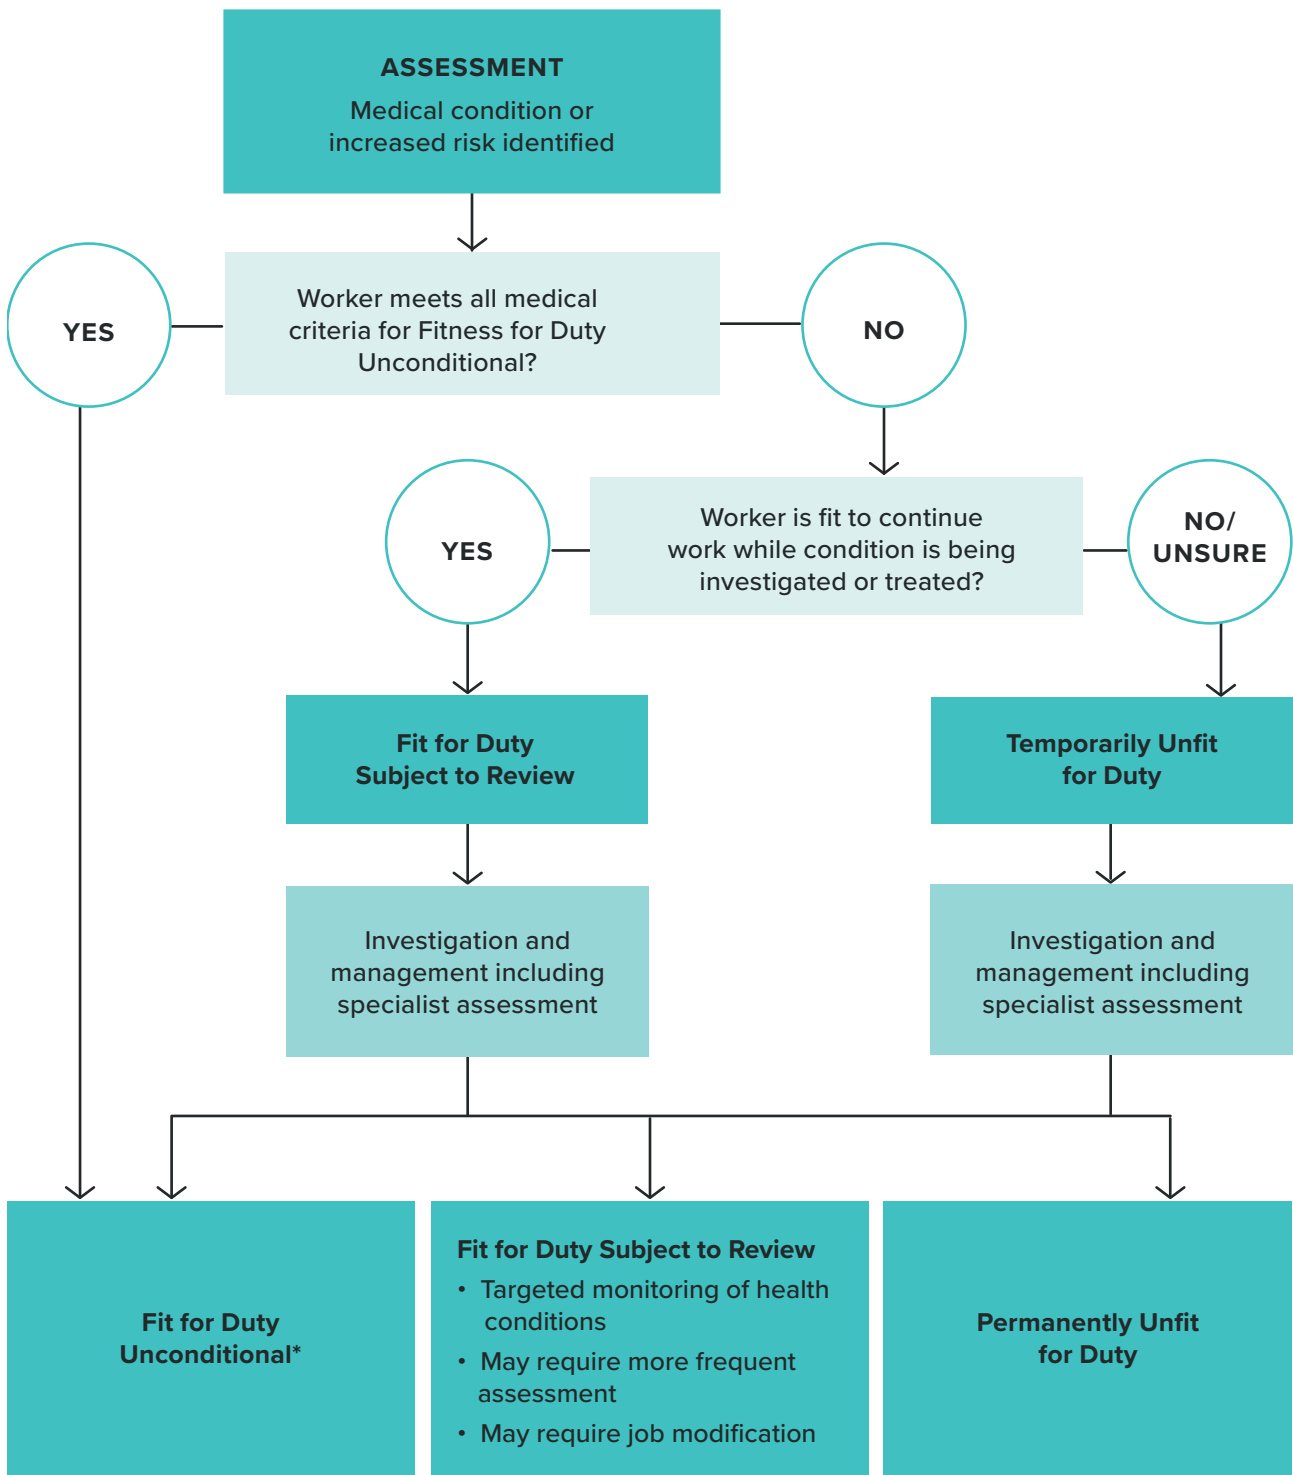 ASSESSMENT
Medical condition or
increased risk identified
YES
Worker meets all medical
criteria for Fitness for Duty
Unconditional?
NO
YES
Worker is fit to continue
work while condition is being
investigated or treated?
NO/
UNSURE
Fit for Duty
Subject to Review
Temporarily Unfit
for Duty
Investigation and
management including
specialist assessment
Investigation and
management including
specialist assessment
Fit for Duty
Unconditional*
Fit for Duty Subject to Review
• Targeted monitoring of health
conditions
• May require more frequent
assessment
• May require job modification
Permanently Unfit
for Duty